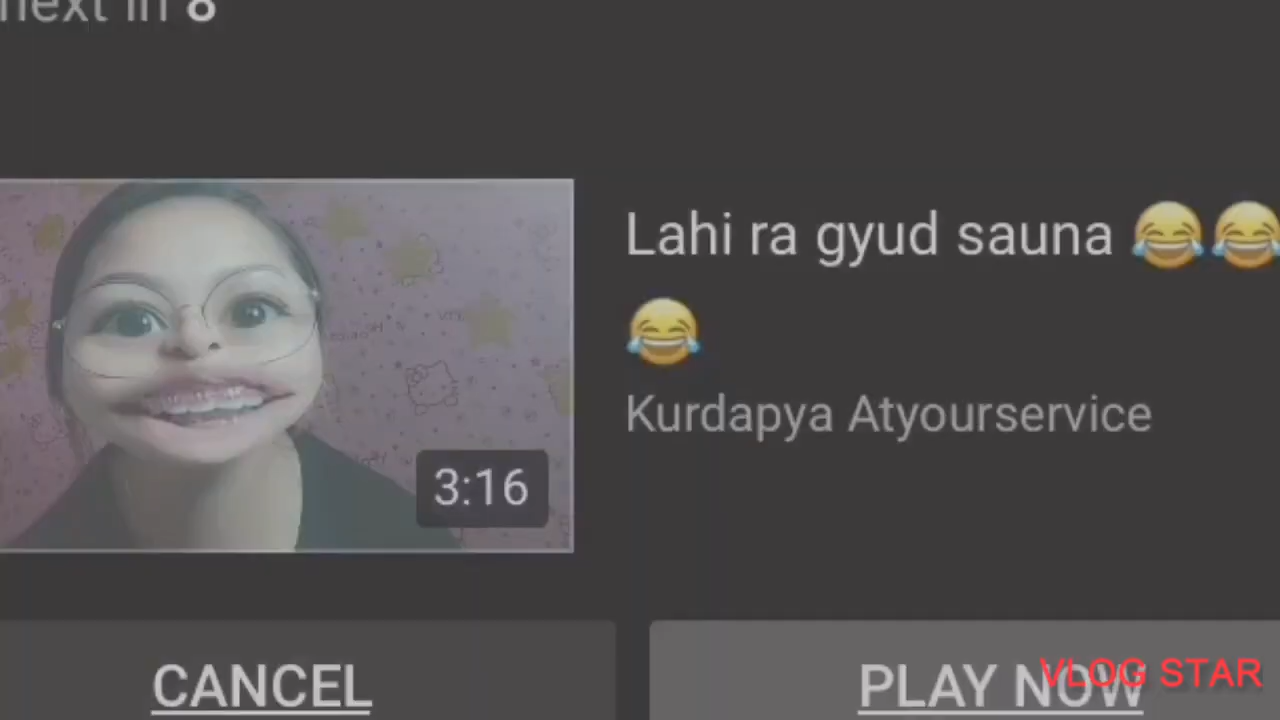 next in 8
Lahi ra gyud sauna 😂😂
😂
Kurdapya Atyourservice
3:16
CANCEL
PLAY NOW
VLOG STAR